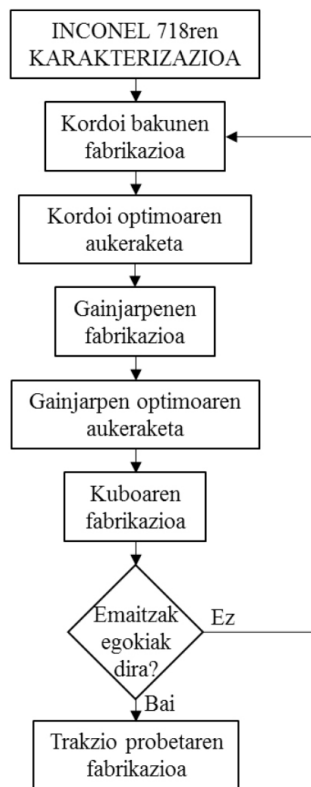 INCONEL 718ren
KARAKTERIZAZIOA
Kordoi bakunen
fabrikazioa
Kordoi optimoaren
aukeraketa
Gainjarpenen
fabrikazioa
Gainjarpen optimoaren
aukeraketa
Kuboaren
fabrikazioa
Emaitzak
egokiak
dira?
Ez
Bai
Trakzio probetaren
fabrikazioa